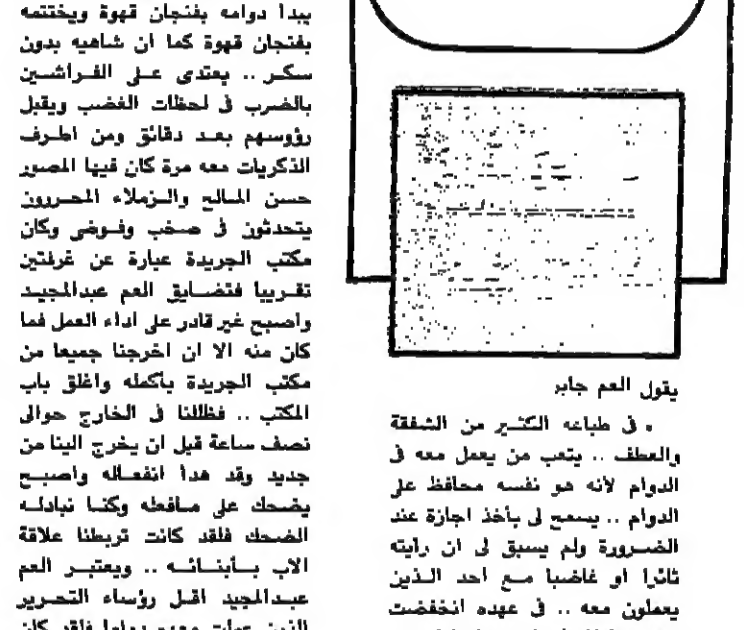 يقول العم جابر
• في طباعه الكثير من الشفقة
والعطف .. يتعب من يعمل معه في
الدوام لأنه هو نفسه محافظ على
الدوام .. يسمح لي بأخذ اجازة عند
الضرورة ولم يسبق لي ان رأيته
ثائرا او غاضبا مع احد الذين
يعملون معه .. في عهده انخفضت
يبدأ دوامه بفنجان قهوة ويختتمه
بفنجان قهوة كما ان شاهيه بدون
سكر .. يعتدى على الفراشين
بالضرب في لحظات الغضب ويقبل
رؤوسهم بعد دقائق ومن اطرف
الذكريات معه مرة كان فيها المصور
حسن المالح والزملاء المحررون
يتحدثون في صخب وفوضى وكان
مكتب الجريدة عبارة عن غرفتين
تقريبا فتضايق العم عبدالمجيد
واصبح غير قادر على اداء العمل فما
كان منه الا ان اخرجنا جميعا من
مكتب الجريدة بأكمله واغلق باب
المكتب .. فظللنا في الخارج حوالى
نصف ساعة قبل ان يخرج الينا من
جديد وقد هدأ انفعاله واصبح
يضحك على مافعله وكنا نبادله
الضحك فلقد كانت تربطنا علاقة
الاب بأبنائه .. ويعتبر العم
عبدالمجيد اقل رؤساء التحرير